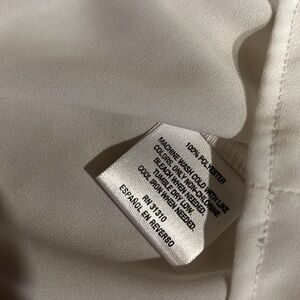 100% POLYESTER
MACHINE WASH COLD WITH LIKE
COLORS. ONLY NON-CHLORINE
BLEACH WHEN NEEDED.
TUMBLE DRY LOW.
COOL IRON WHEN NEEDED.
RN 31310
ESPAÑOL EN REVERSO